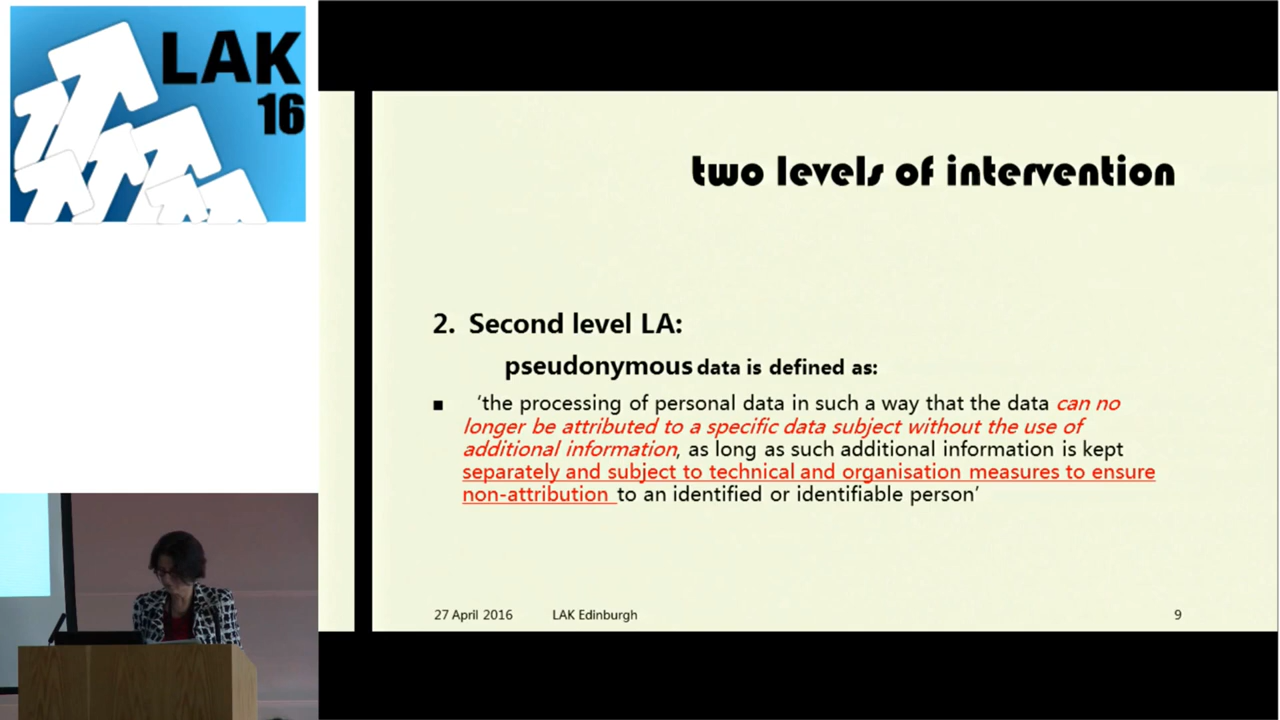 LAK
16
two levels of intervention
2. Second level LA:
pseudonymous data is defined as:
▪ ‘the processing of personal data in such a way that the data can no
longer be attributed to a specific data subject without the use of
additional information, as long as such additional information is kept
separately and subject to technical and organisation measures to ensure
non-attribution to an identified or identifiable person’
27 April 2016 LAK Edinburgh 9